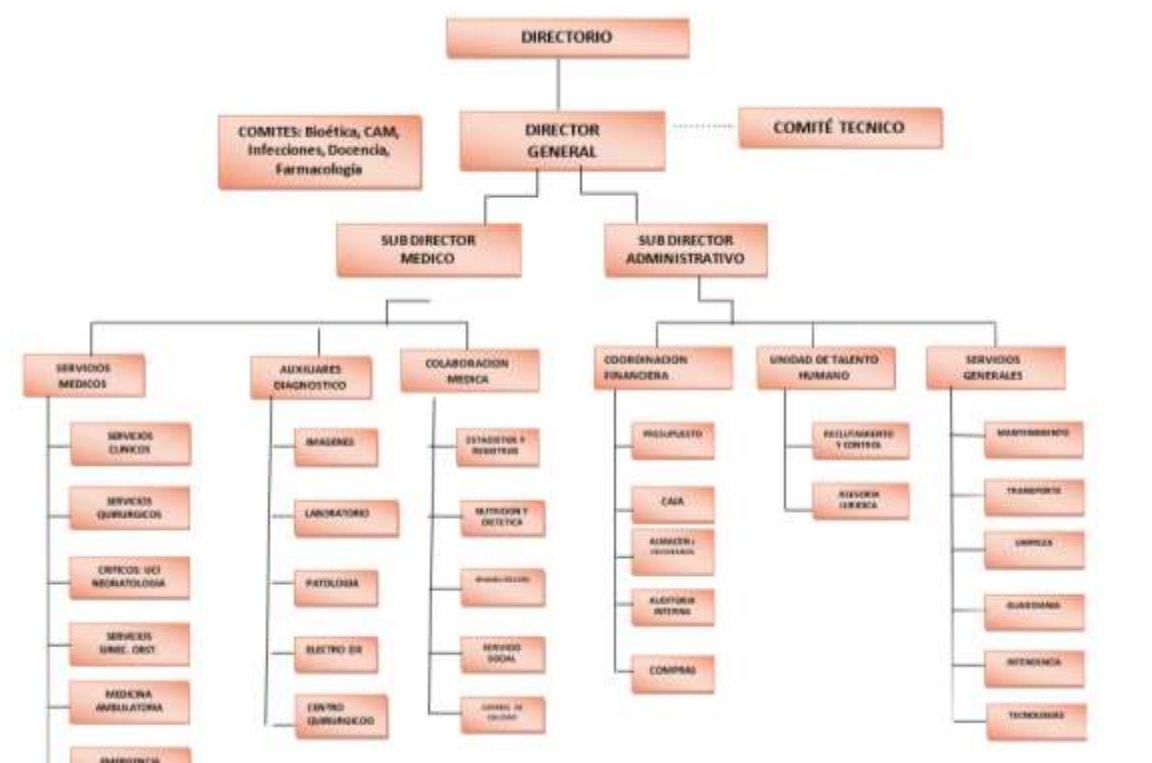 DIRECTORIO
COMITES: Bioética, CAM,
Infecciones, Docencia,
Farmacología
DIRECTOR
GENERAL
COMITÉ TECNICO
SUB DIRECTOR
MEDICO
SUB DIRECTOR
ADMINISTRATIVO
SERVICIOS
MEDICOS
AUXILIARES
DIAGNOSTICO
COLABORACION
MEDICA
COORDINACION
FINANCIERA
UNIDAD DE TALENTO
HUMANO
SERVICIOS
GENERALES
SERVICIOS
CLINICOS
SERVICIOS
QUIRURGICOS
CRITICOS: UCI
NEONATOLOGIA
SERVICIOS
GINEC. OBST.
MEDICINA
AMBULATORIA
EMERGENCIA
IMAGENES
LABORATORIO
PATOLOGIA
ELECTRO DX
CENTRO
QUIRURGICOO
REGISTROS
NUTRICION Y
DIETETICA
SERVICIO
SOCIAL
CALIDAD
PRESUPUESTO
CAJA
ALMACEN
AUDITORIA
INTERNA
COMPRAS
RECLUTAMIENTO
Y CONTROL
ASESORIA
JURIDICA
MANTENIMIENTO
TRANSPORTE
LIMPIEZA
GUARDIANIA
INTENDENCIA
TECNOLOGIAS